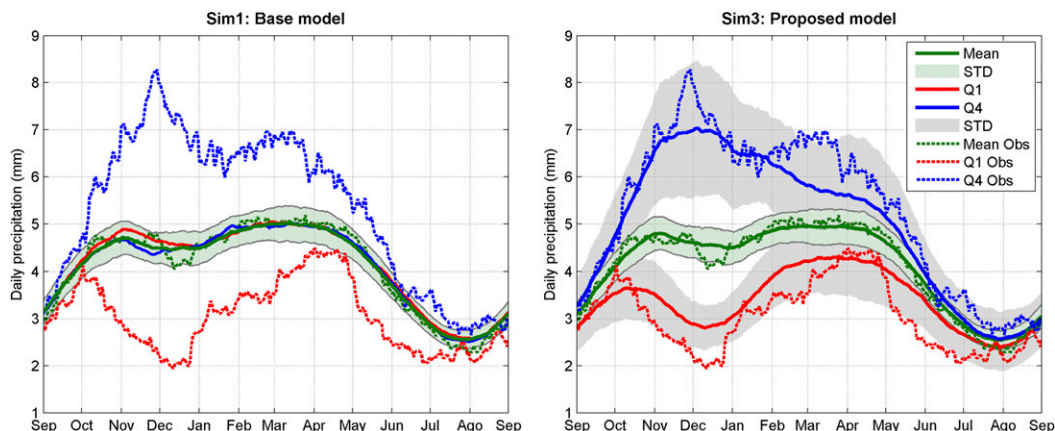 Sim1: Base model
Daily precipitation (mm)
9
8
7
6
5
4
3
2
1
Sep Oct Nov Dec Jan Feb Mar Apr May Jun Jul Ago Sep
Sim3: Proposed model
Daily precipitation (mm)
9
8
7
6
5
4
3
2
1
Sep Oct Nov Dec Jan Feb Mar Apr May Jun Jul Ago Sep
Mean
STD
Q1
Q4
STD
Mean Obs
Q1 Obs
Q4 Obs